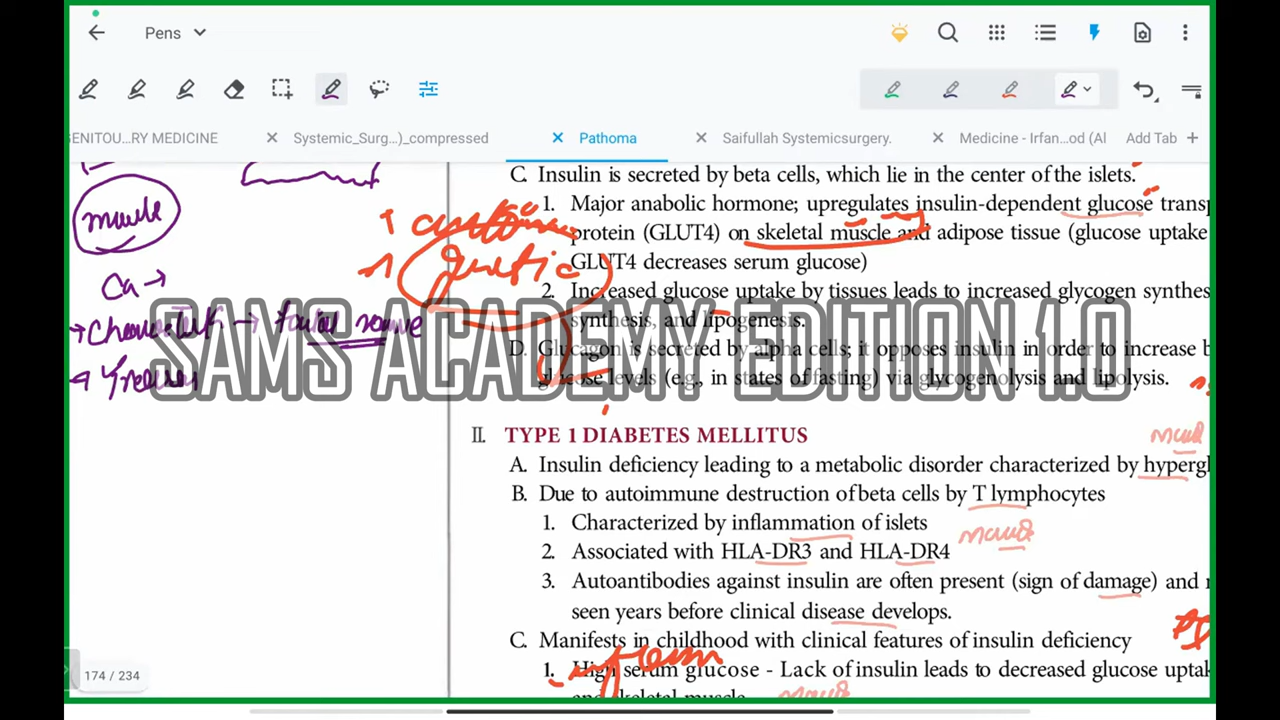 Pens
GENITOU...RY MEDICINE
Systemic_Surg...)_compressed
Pathoma
Saifullah Systemicsurgery.
Medicine - Irfan...od (Al
Add Tab
muscle
Ca →
genetic
C. Insulin is secreted by beta cells, which lie in the center of the islets.
1. Major anabolic hormone; upregulates insulin-dependent glucose transp
protein (GLUT4) on skeletal muscle and adipose tissue (glucose uptake
GLUT4 decreases serum glucose)
2. Increased glucose uptake by tissues leads to increased glycogen synthes
synthesis, and lipogenesis.
D. Glucagon is secreted by alpha cells; it opposes insulin in order to increase b
glucose levels (e.g., in states of fasting) via glycogenolysis and lipolysis.
SAMS ACADEMY EDITION 1.0
II. TYPE 1 DIABETES MELLITUS
A. Insulin deficiency leading to a metabolic disorder characterized by hypergl
B. Due to autoimmune destruction of beta cells by T lymphocytes
1. Characterized by inflammation of islets
2. Associated with HLA-DR3 and HLA-DR4
3. Autoantibodies against insulin are often present (sign of damage) and
seen years before clinical disease develops.
C. Manifests in childhood with clinical features of insulin deficiency
1. High serum glucose - Lack of insulin leads to decreased glucose uptak
and skeletal muscle
174 / 234